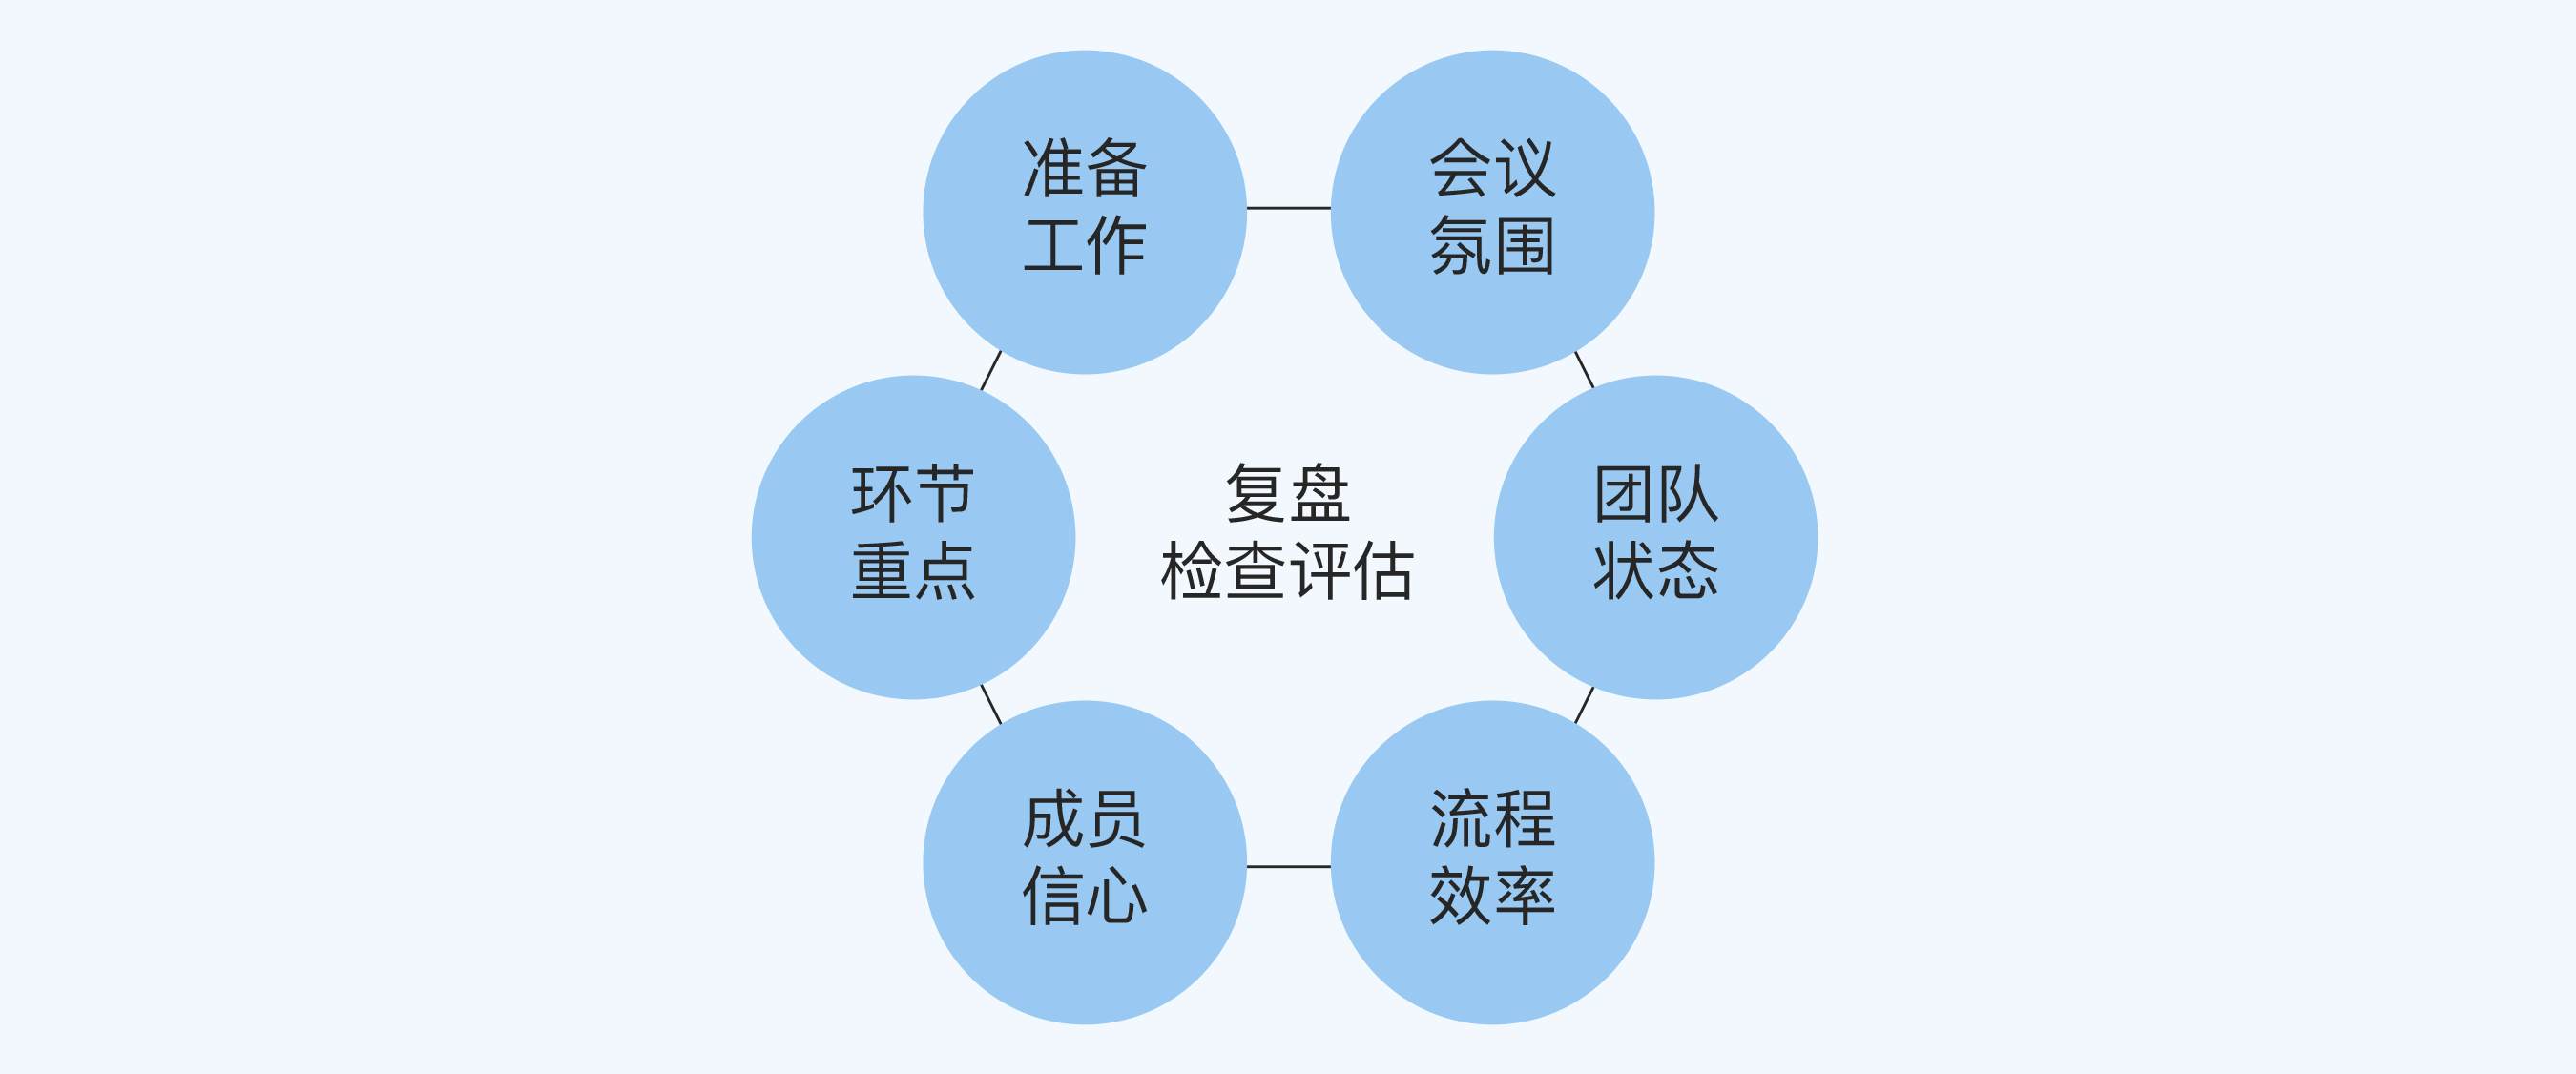 准备
工作
会议
氛围
环节
重点
复盘
检查评估
团队
状态
成员
信心
流程
效率